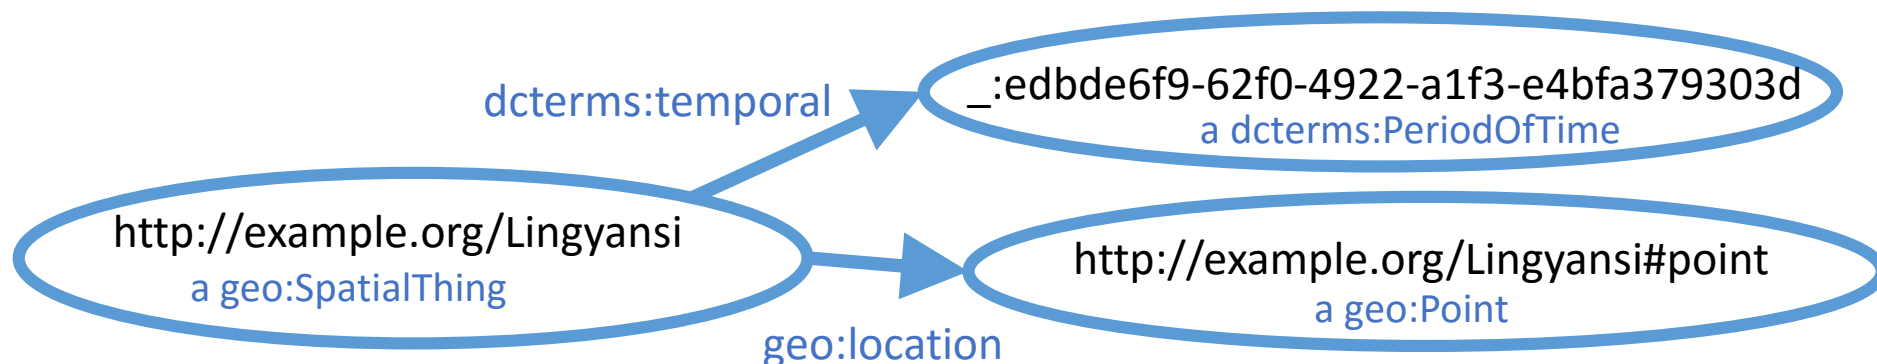 _:edbde6f9-62f0-4922-a1f3-e4bfa379303d
a dcterms:PeriodOfTime
dcterms:temporal
http://example.org/Lingyansi
a geo:SpatialThing
http://example.org/Lingyansi#point
a geo:Point
geo:location